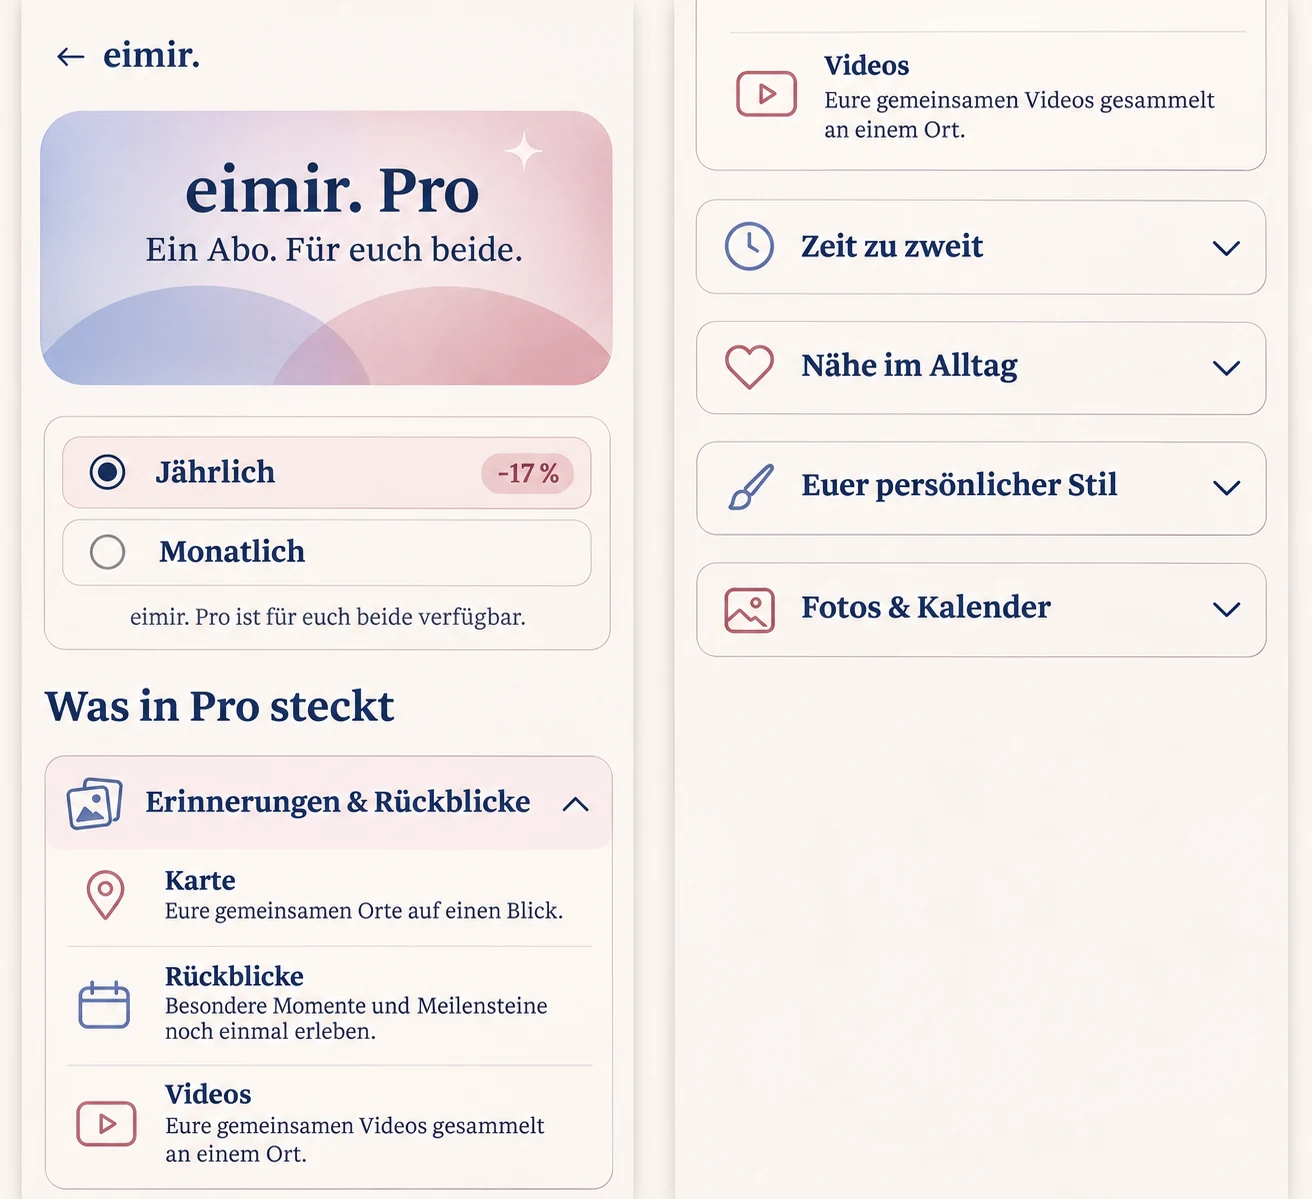 ← eimir.
eimir. Pro
Ein Abo. Für euch beide.
Jährlich
-17 %
Monatlich
eimir. Pro ist für euch beide verfügbar.
Was in Pro steckt
Erinnerungen & Rückblicke
Karte
Eure gemeinsamen Orte auf einen Blick.
Rückblicke
Besondere Momente und Meilensteine
noch einmal erleben.
Videos
Eure gemeinsamen Videos gesammelt
an einem Ort.
Videos
Eure gemeinsamen Videos gesammelt
an einem Ort.
Zeit zu zweit
Nähe im Alltag
Euer persönlicher Stil
Fotos & Kalender